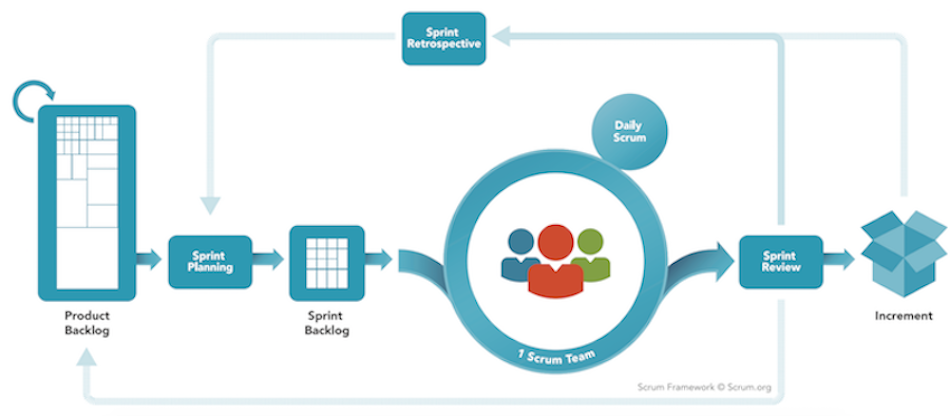 Sprint
Retrospective
Daily
Scrum
Sprint
Planning
Sprint
Review
Product
Backlog
Sprint
Backlog
1 Scrum Team
Increment
Scrum Framework © Scrum.org